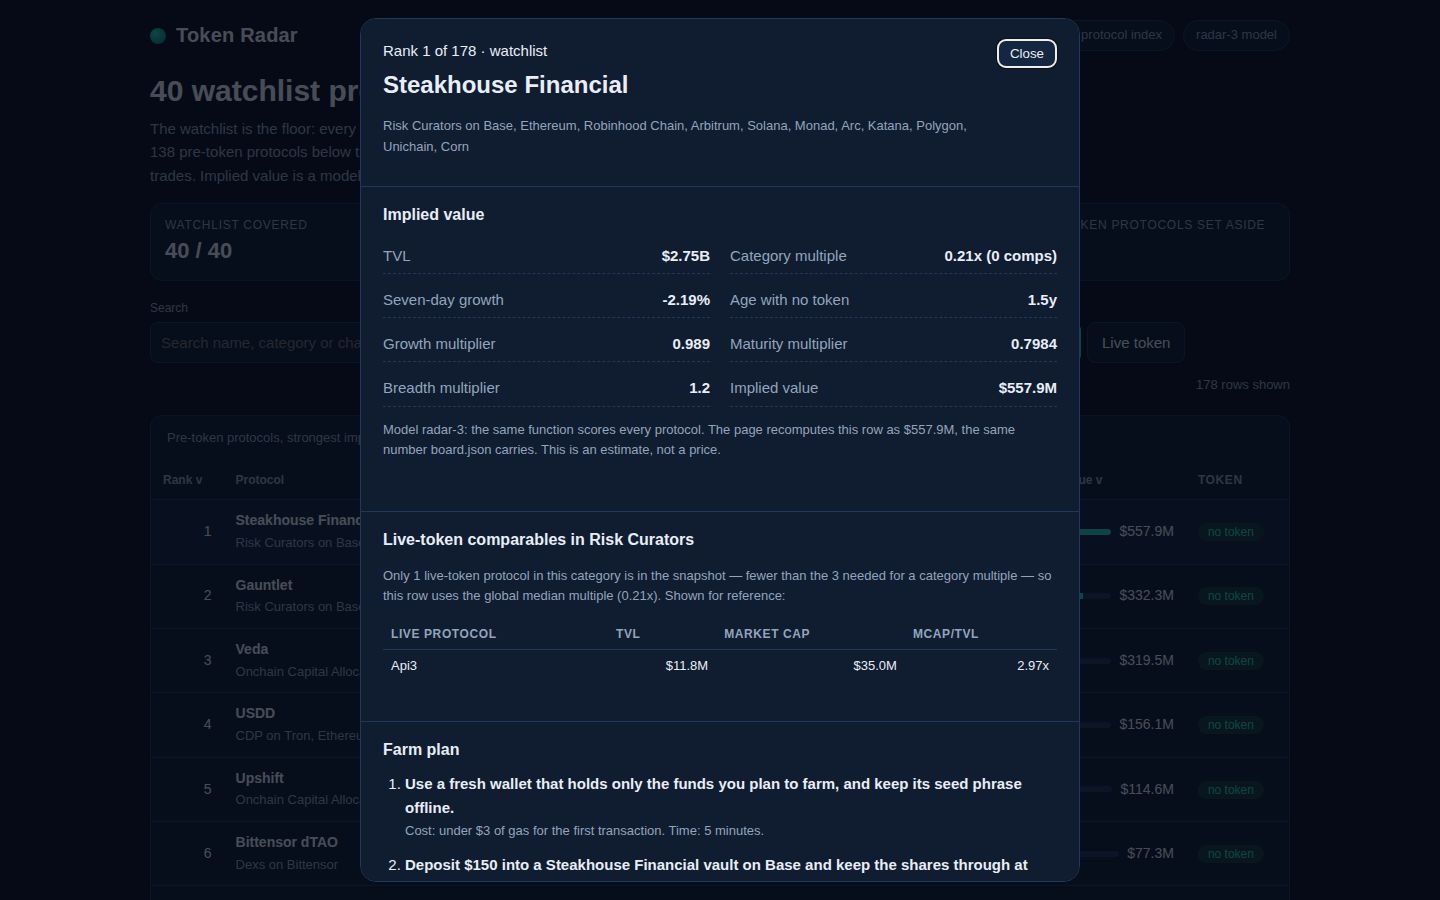 Token Radar
protocol index
radar-3 model
40 watchlist pr
The watchlist is the floor: every
138 pre-token protocols below t
trades. Implied value is a model
WATCHLIST COVERED
40 / 40
KEN PROTOCOLS SET ASIDE
Search
Search name, category or cha
Live token
178 rows shown
Pre-token protocols, strongest imp
Rank v
Protocol
ue v
TOKEN
1
Steakhouse Financ
Risk Curators on Base
$557.9M
no token
2
Gauntlet
Risk Curators on Base
$332.3M
no token
3
Veda
Onchain Capital Alloc
$319.5M
no token
4
USDD
CDP on Tron, Ethereu
$156.1M
no token
5
Upshift
Onchain Capital Alloc
$114.6M
no token
6
Bittensor dTAO
Dexs on Bittensor
$77.3M
no token
Rank 1 of 178 · watchlist
Close
Steakhouse Financial
Risk Curators on Base, Ethereum, Robinhood Chain, Arbitrum, Solana, Monad, Arc, Katana, Polygon,
Unichain, Corn
Implied value
TVL $2.75B
Category multiple 0.21x (0 comps)
Seven-day growth -2.19%
Age with no token 1.5y
Growth multiplier 0.989
Maturity multiplier 0.7984
Breadth multiplier 1.2
Implied value $557.9M
Model radar-3: the same function scores every protocol. The page recomputes this row as $557.9M, the same
number board.json carries. This is an estimate, not a price.
Live-token comparables in Risk Curators
Only 1 live-token protocol in this category is in the snapshot — fewer than the 3 needed for a category multiple — so
this row uses the global median multiple (0.21x). Shown for reference:
LIVE PROTOCOL TVL MARKET CAP MCAP/TVL
Api3 $11.8M $35.0M 2.97x
Farm plan
1. Use a fresh wallet that holds only the funds you plan to farm, and keep its seed phrase
offline.
Cost: under $3 of gas for the first transaction. Time: 5 minutes.
2. Deposit $150 into a Steakhouse Financial vault on Base and keep the shares through at